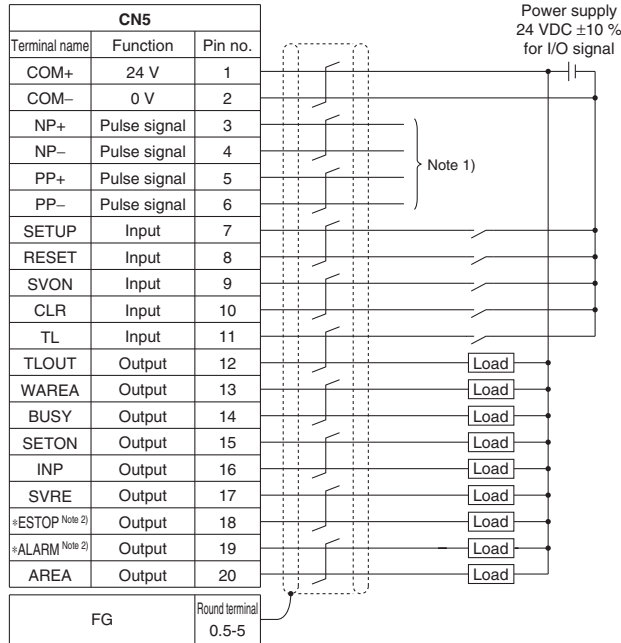 CN5
Power supply
24 VDC ±10 %
for I/O signal
Terminal name Function Pin no.
COM+ 24 V 1
COM− 0 V 2
NP+ Pulse signal 3
NP− Pulse signal 4
PP+ Pulse signal 5
PP− Pulse signal 6
Note 1)
SETUP Input 7
RESET Input 8
SVON Input 9
CLR Input 10
TL Input 11
TLOUT Output 12 Load
WAREA Output 13 Load
BUSY Output 14 Load
SETON Output 15 Load
INP Output 16 Load
SVRE Output 17 Load
*ESTOP Note 2) Output 18 Load
*ALARM Note 2) Output 19 Load
AREA Output 20 Load
FG Round terminal
0.5-5